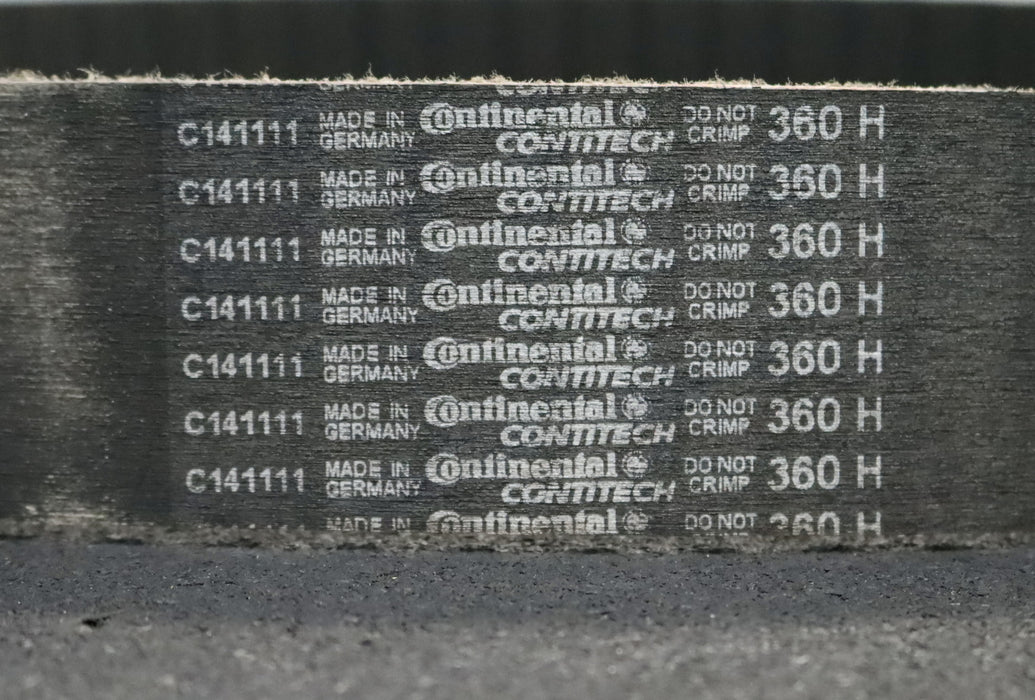 CONTITECH
C141111 MADE IN GERMANY Continental CONTITECH DO NOT CRIMP 360 H
C141111 MADE IN GERMANY Continental CONTITECH DO NOT CRIMP 360 H
C141111 MADE IN GERMANY Continental CONTITECH DO NOT CRIMP 360 H
C141111 MADE IN GERMANY Continental CONTITECH DO NOT CRIMP 360 H
C141111 MADE IN GERMANY Continental CONTITECH DO NOT CRIMP 360 H
C141111 MADE IN GERMANY Continental CONTITECH DO NOT CRIMP 360 H
C141111 MADE IN GERMANY Continental CONTITECH DO NOT CRIMP 360 H
MADE IN Continental DO NOT 360 H